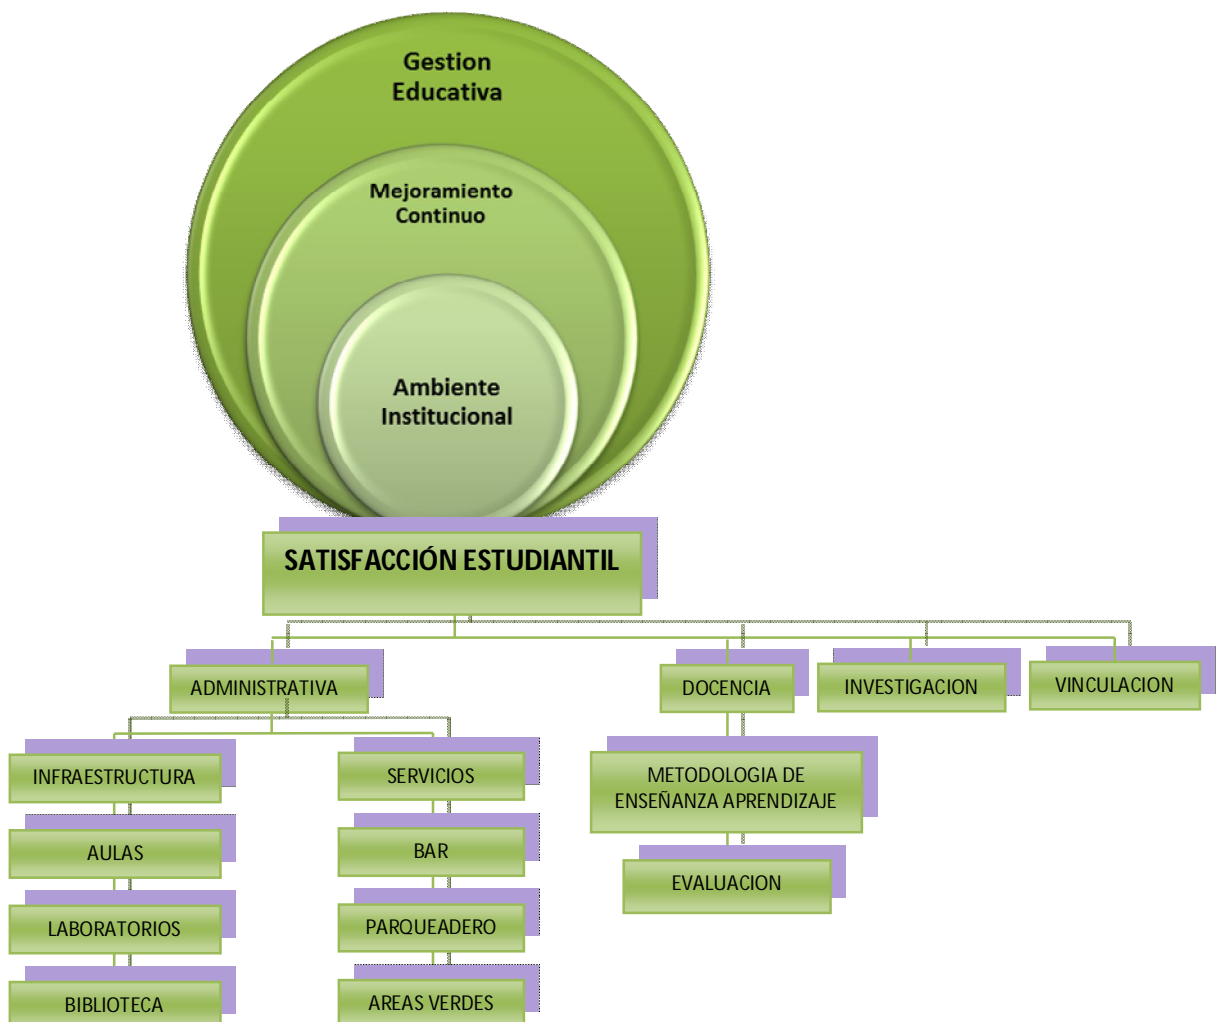 Gestion
Educativa
Mejoramiento
Continuo
Ambiente
Institucional
SATISFACCIÓN ESTUDIANTIL
ADMINISTRATIVA
DOCENCIA
INVESTIGACION
VINCULACION
INFRAESTRUCTURA
SERVICIOS
METODOLOGIA DE
ENSEÑANZA APRENDIZAJE
AULAS
BAR
EVALUACION
LABORATORIOS
PARQUEADERO
BIBLIOTECA
AREAS VERDES